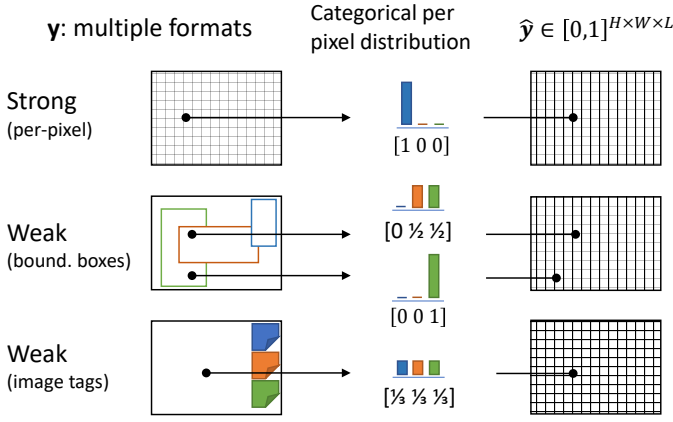 y: multiple formats
Categorical per
pixel distribution
ŷ ∈ [0,1]^{H×W×L}
Strong
(per-pixel)
[1 0 0]
Weak
(bound. boxes)
[0 ½ ½]
[0 0 1]
Weak
(image tags)
[⅓ ⅓ ⅓]